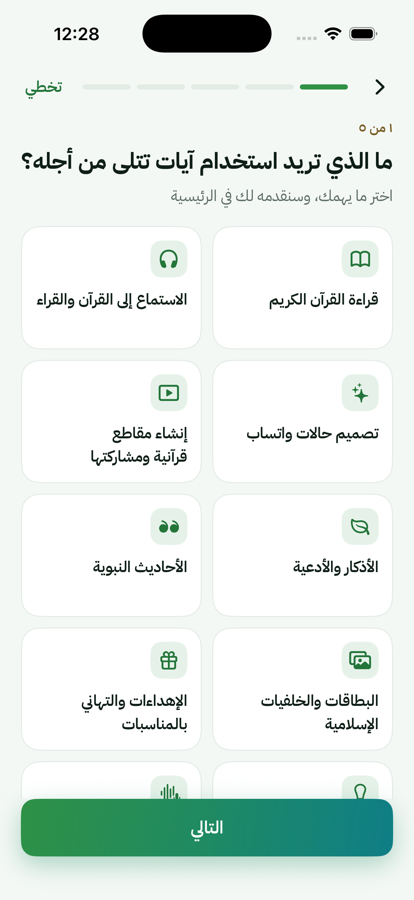 12:28
تخطي
١ من ٥
ما الذي تريد استخدام آيات تتلى من أجله؟
اختر ما يهمك، وسنقدمه لك في الرئيسية
قراءة القرآن الكريم
الاستماع إلى القرآن والقراء
تصميم حالات واتساب
إنشاء مقاطع
قرآنية ومشاركتها
الأذكار والأدعية
الأحاديث النبوية
البطاقات والخلفيات
الإسلامية
الإهداءات والتهاني
بالمناسبات
التالي